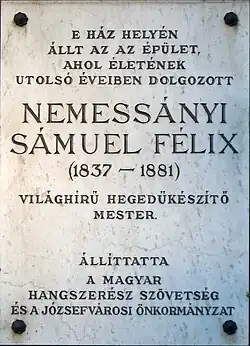 E HÁZ HELYÉN
ÁLLT AZ AZ ÉPÜLET,
AHOL ÉLETÉNEK
UTOLSÓ ÉVEIBEN DOLGOZOTT
NEMESSÁNYI
SÁMUEL FÉLIX
(1837 – 1881)
VILÁGHÍRŰ HEGEDŰKÉSZÍTŐ
MESTER.
ÁLLÍTTATTA
A MAGYAR
HANGSZERÉSZ SZÖVETSÉG
ÉS A JÓZSEFVÁROSI ÖNKORMÁNYZAT